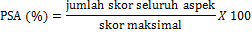 PSA (%) = jumlah skor seluruh aspek / skor maksimal X 100